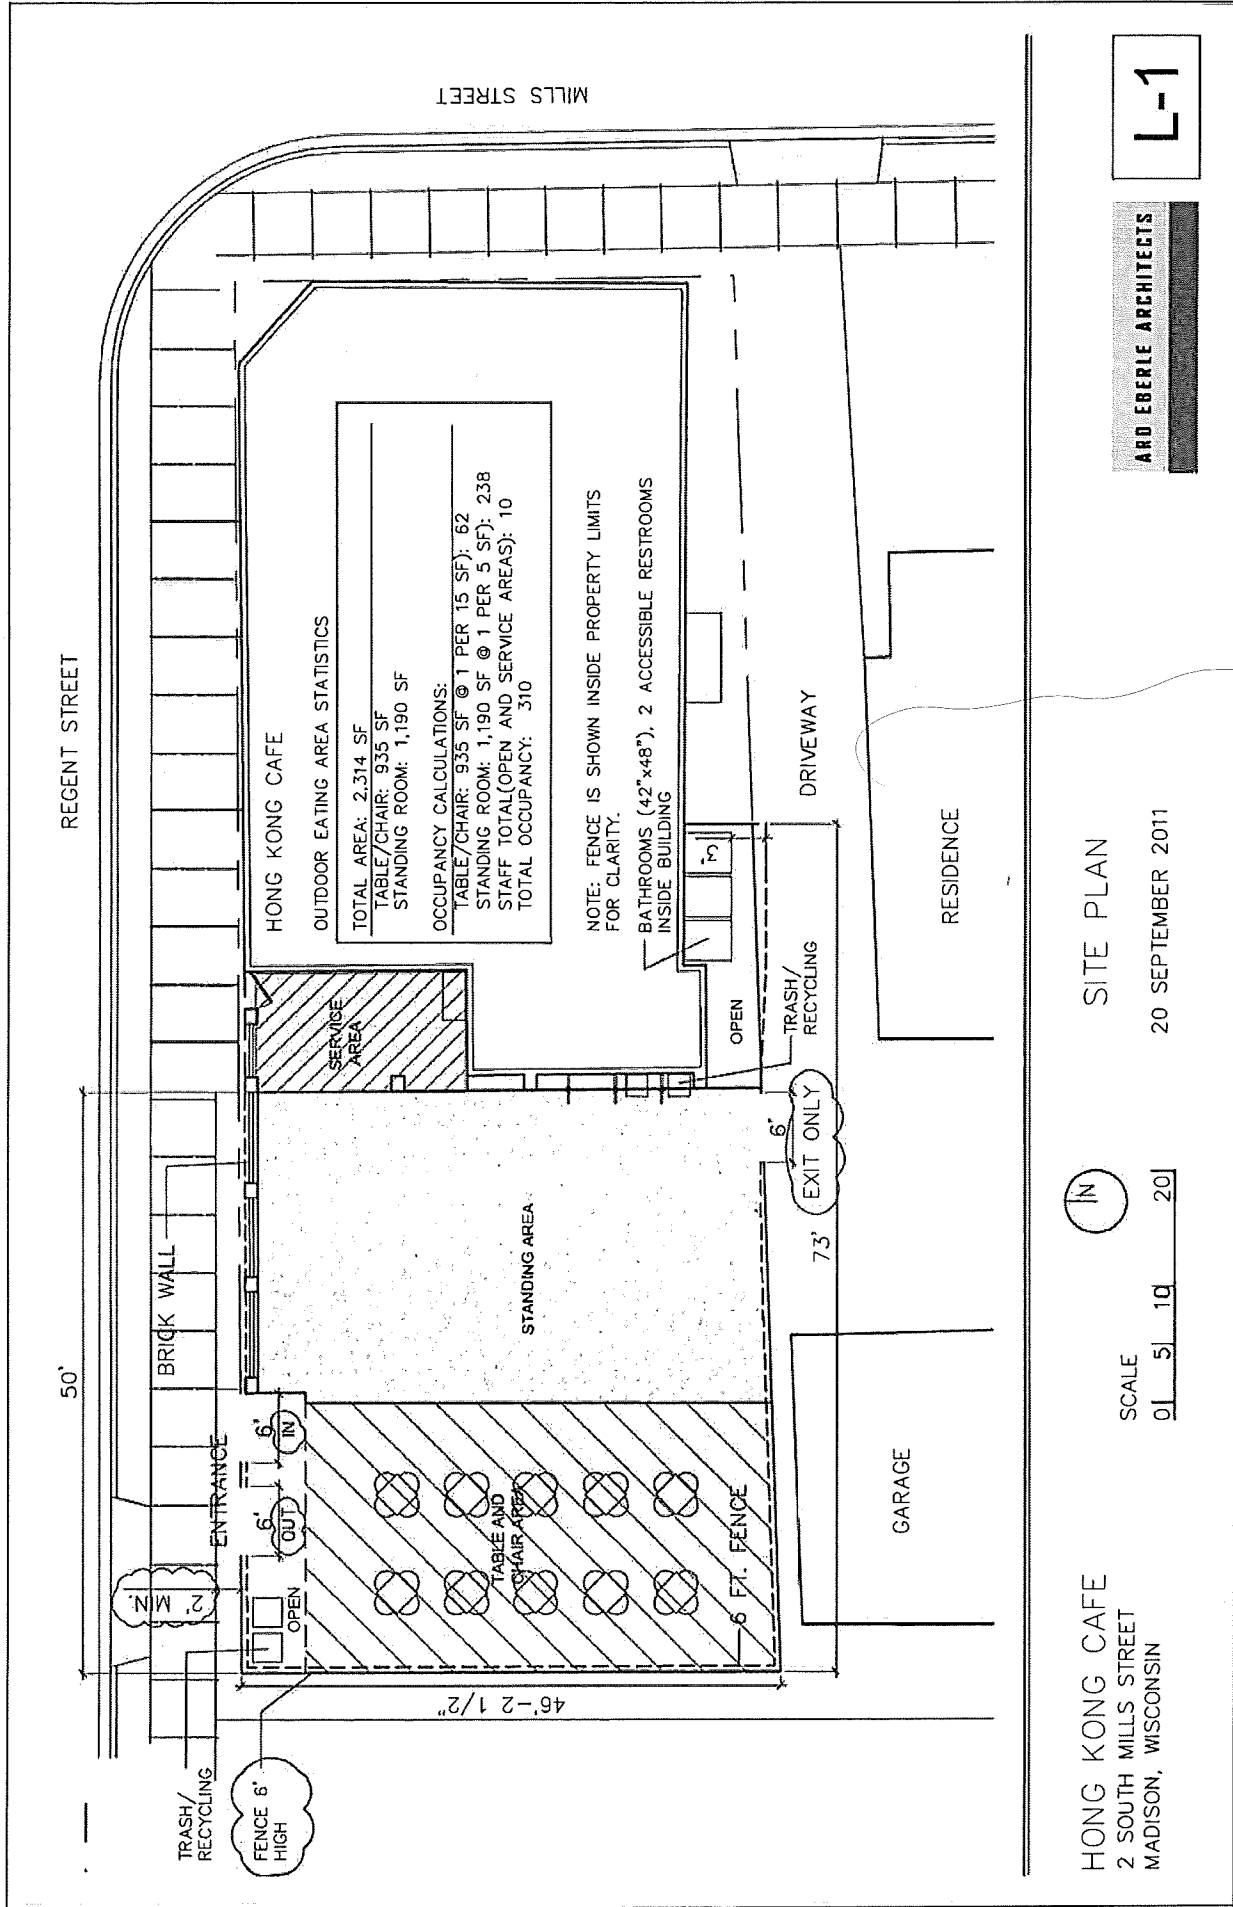 REGENT STREET
MILLS STREET
50'
BRICK WALL
ENTRANCE
6'
IN
6'
OUT
2' MIN.
OPEN
TRASH/
RECYCLING
FENCE 6'
HIGH
46'-2 1/2"
TABLE AND
CHAIR AREA
6 FT. FENCE
STANDING AREA
SERVICE
AREA
HONG KONG CAFE
OUTDOOR EATING AREA STATISTICS
TOTAL AREA: 2,314 SF
TABLE/CHAIR: 935 SF
STANDING ROOM: 1,190 SF
OCCUPANCY CALCULATIONS:
TABLE/CHAIR: 935 SF @ 1 PER 15 SF): 62
STANDING ROOM: 1,190 SF @ 1 PER 5 SF): 238
STAFF TOTAL(OPEN AND SERVICE AREAS): 10
TOTAL OCCUPANCY: 310
NOTE: FENCE IS SHOWN INSIDE PROPERTY LIMITS
FOR CLARITY.
BATHROOMS (42"x48"), 2 ACCESSIBLE RESTROOMS
INSIDE BUILDING
OPEN
TRASH/
RECYCLING
6'
EXIT ONLY
73'
DRIVEWAY
RESIDENCE
GARAGE
HONG KONG CAFE
2 SOUTH MILLS STREET
MADISON, WISCONSIN
SCALE
0 5 10 20
N
SITE PLAN
20 SEPTEMBER 2011
ARD EBERLE ARCHITECTS
L-1